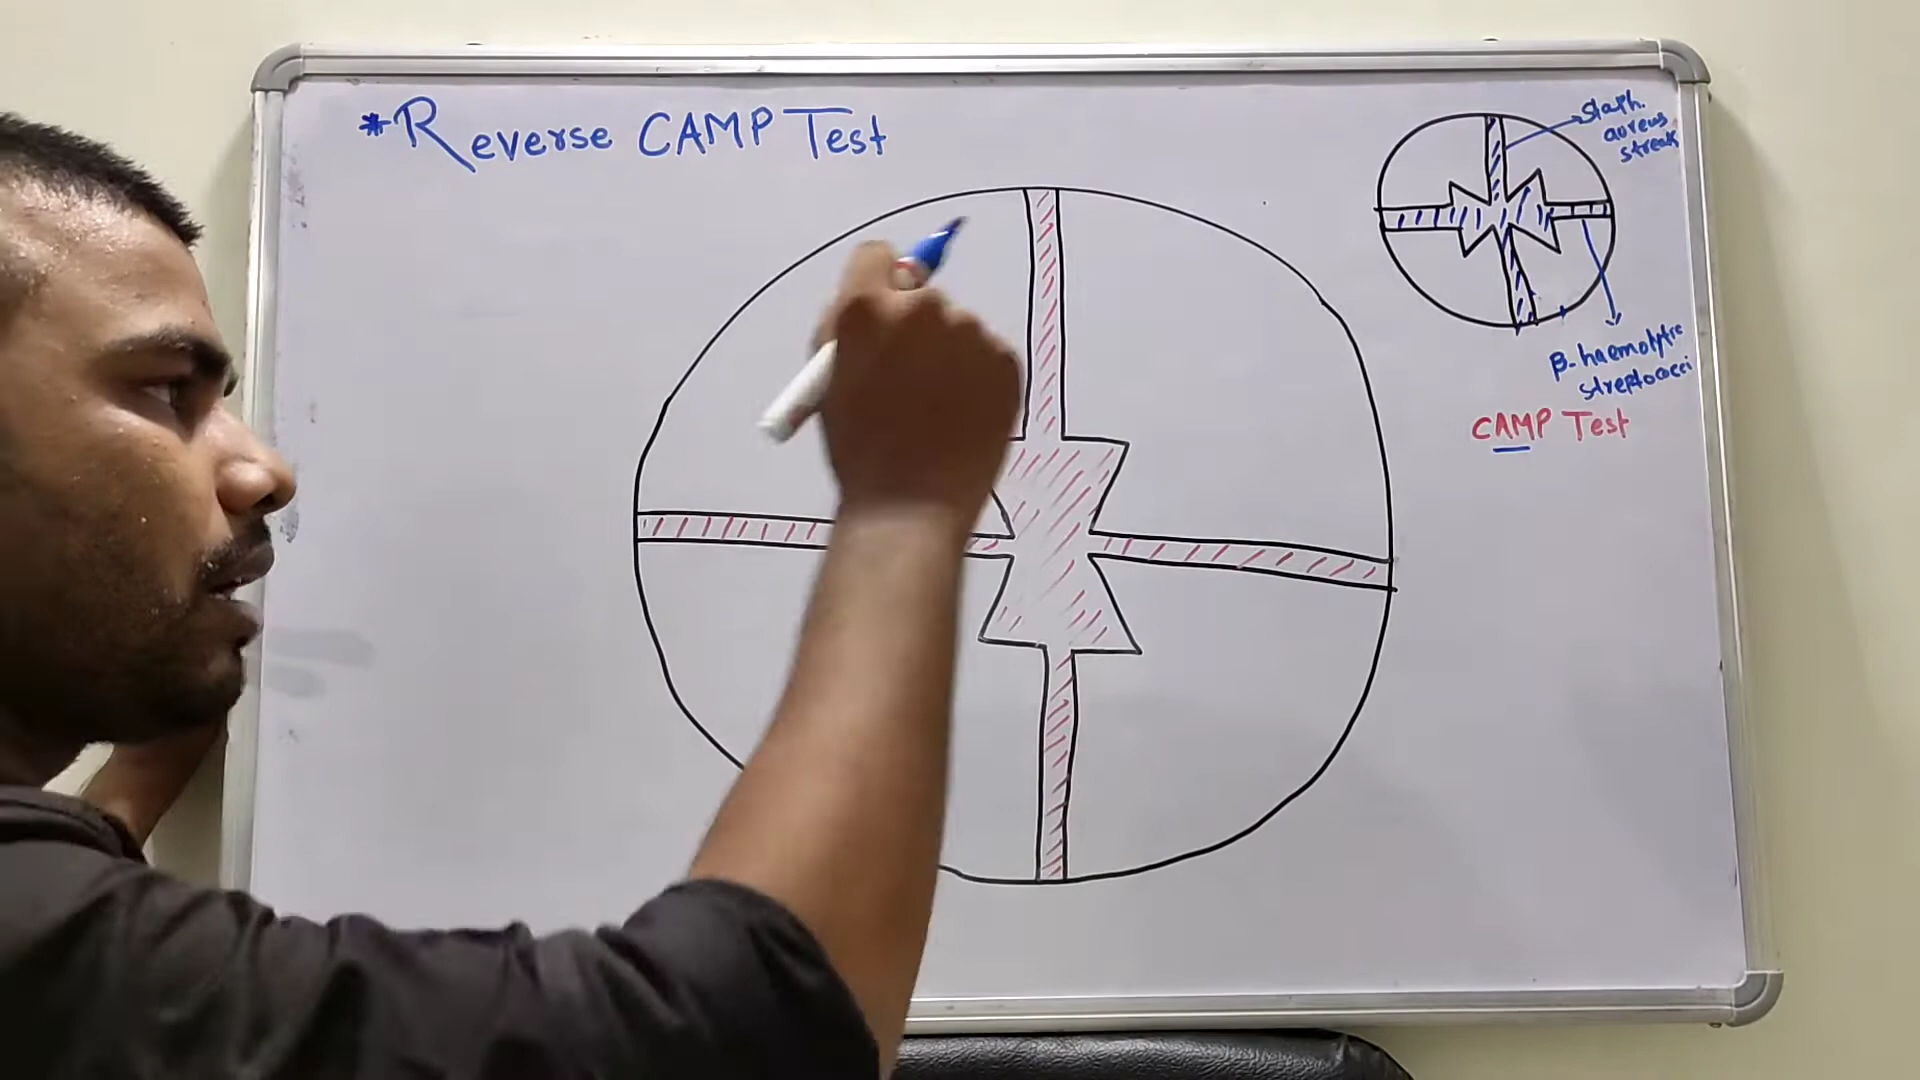 *Reverse CAMP Test
Staph.
aureus
streak
β-haemolytic
streptococci
CAMP Test